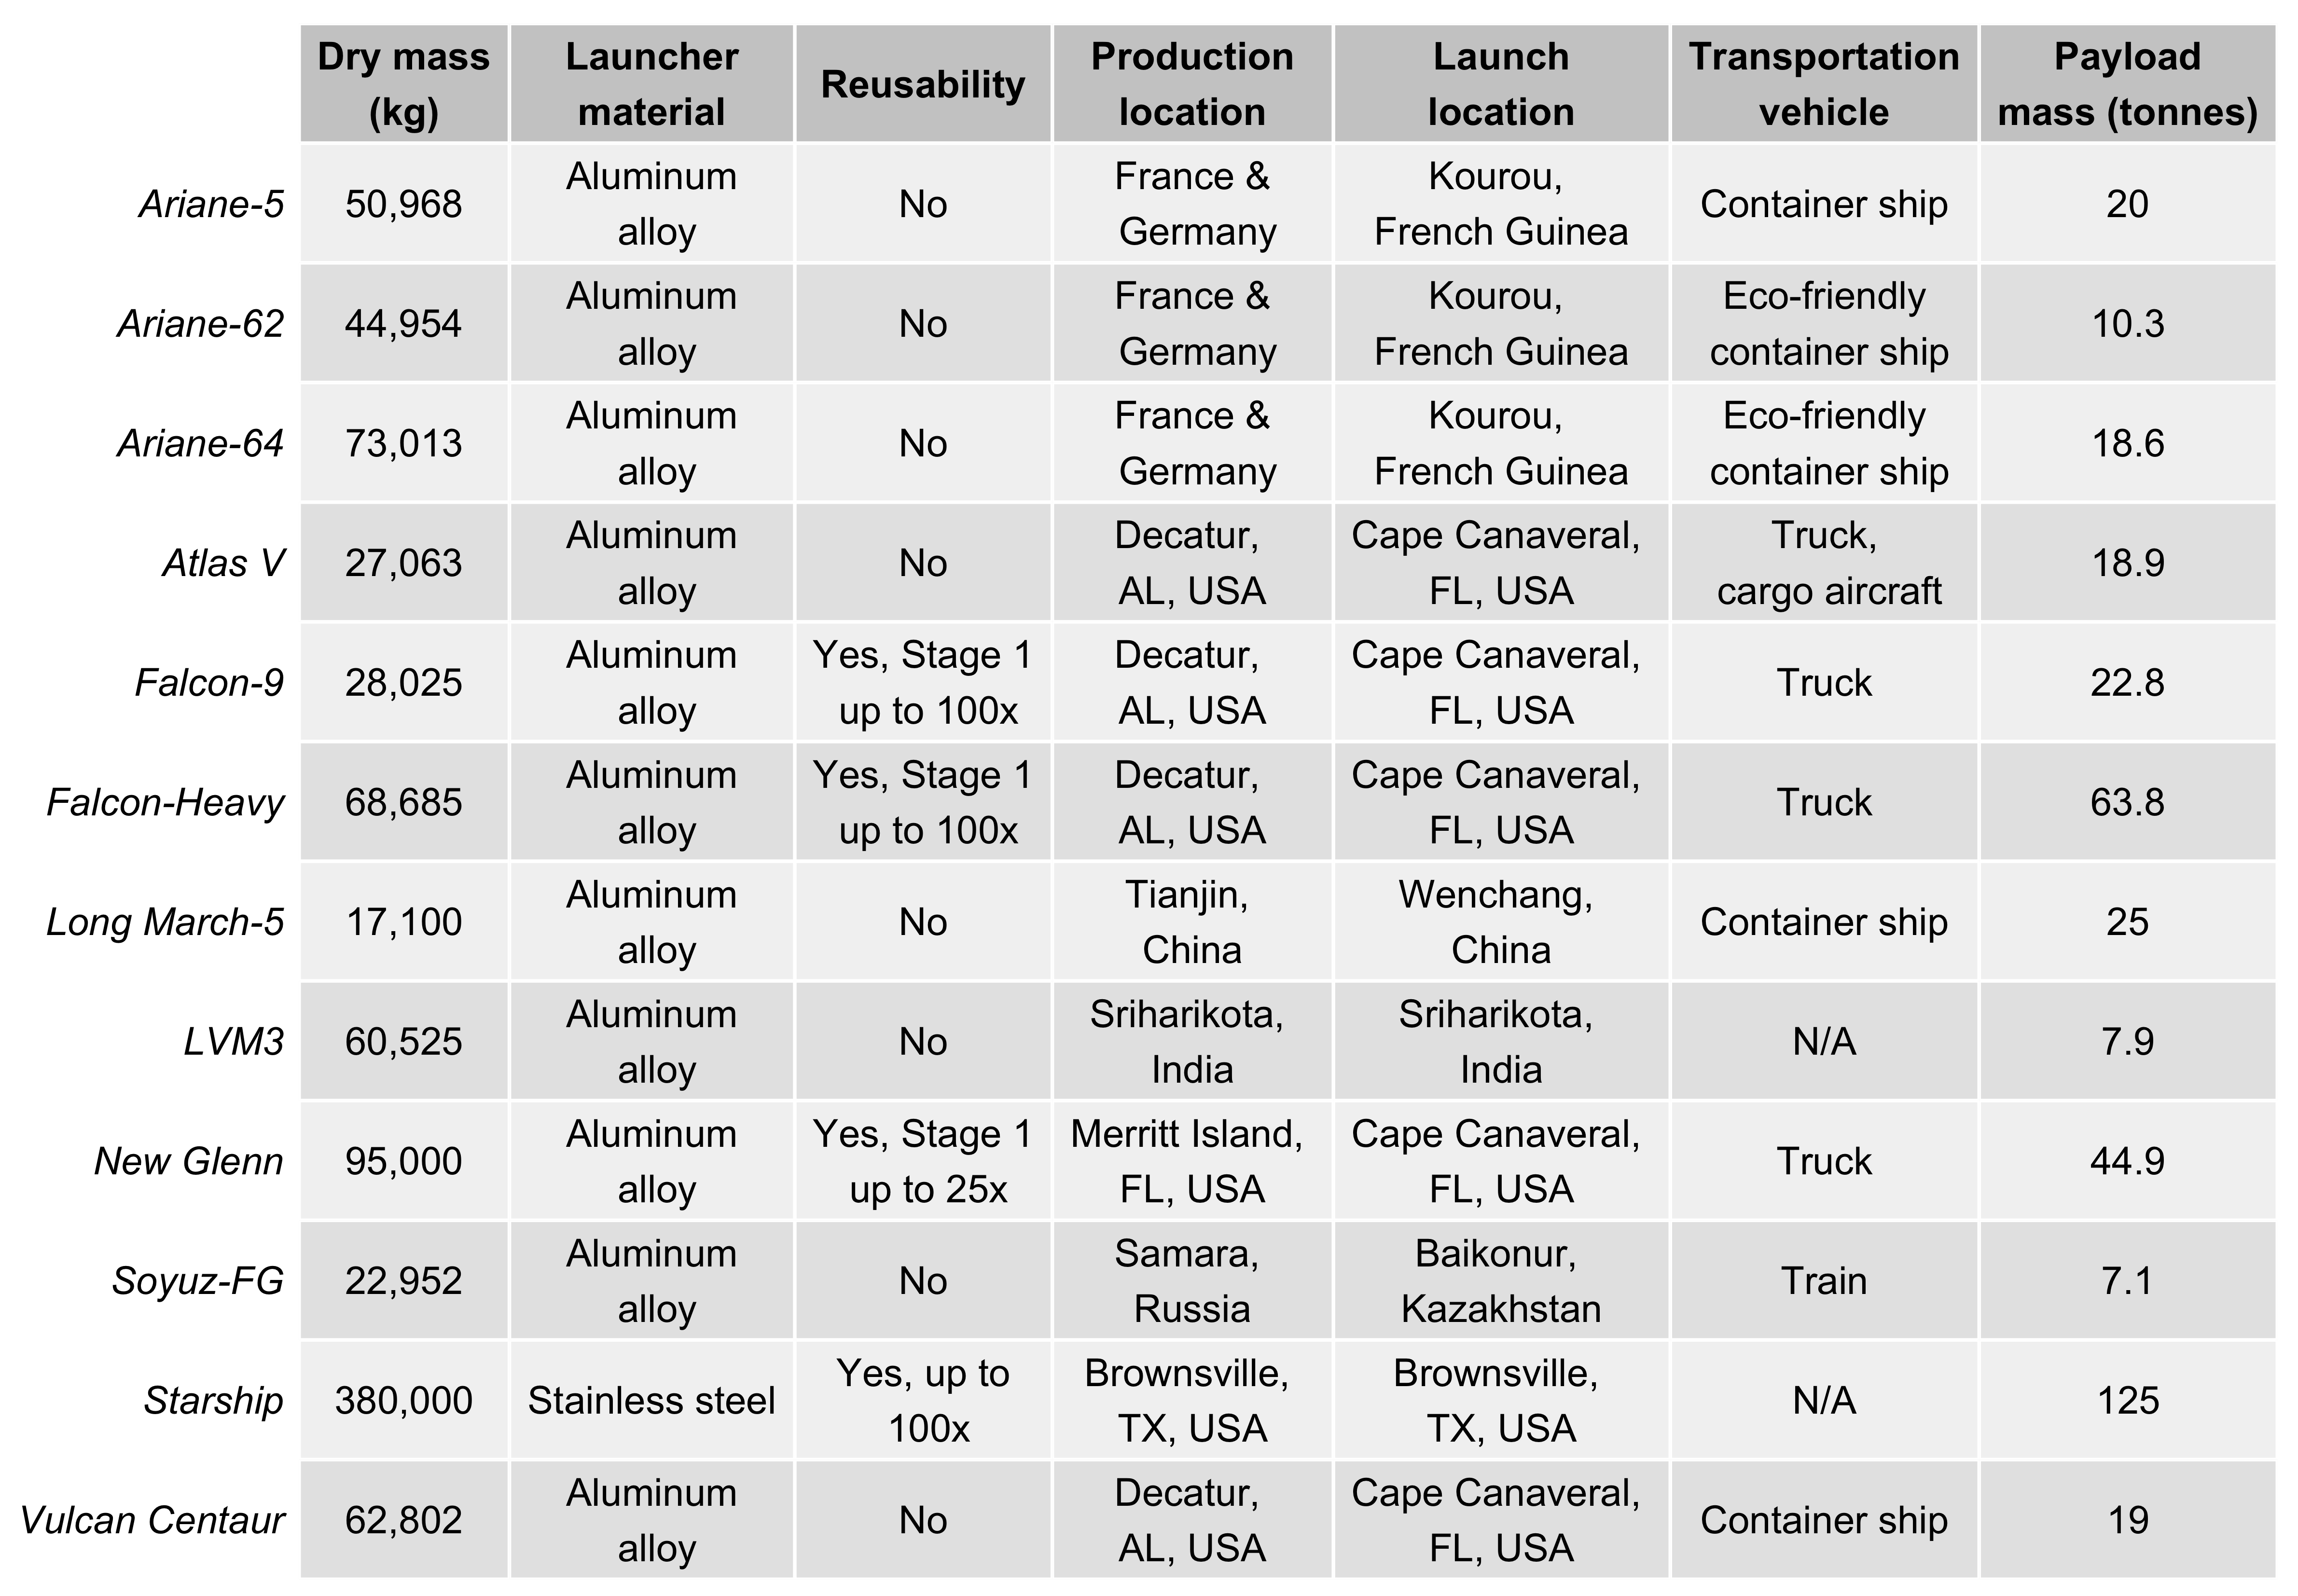 Dry mass (kg) Launcher material Reusability Production location Launch location Transportation vehicle Payload mass (tonnes)
Ariane-5 50,968 Aluminum alloy No France & Germany Kourou, French Guinea Container ship 20
Ariane-62 44,954 Aluminum alloy No France & Germany Kourou, French Guinea Eco-friendly container ship 10.3
Ariane-64 73,013 Aluminum alloy No France & Germany Kourou, French Guinea Eco-friendly container ship 18.6
Atlas V 27,063 Aluminum alloy No Decatur, AL, USA Cape Canaveral, FL, USA Truck, cargo aircraft 18.9
Falcon-9 28,025 Aluminum alloy Yes, Stage 1 up to 100x Decatur, AL, USA Cape Canaveral, FL, USA Truck 22.8
Falcon-Heavy 68,685 Aluminum alloy Yes, Stage 1 up to 100x Decatur, AL, USA Cape Canaveral, FL, USA Truck 63.8
Long March-5 17,100 Aluminum alloy No Tianjin, China Wenchang, China Container ship 25
LVM3 60,525 Aluminum alloy No Sriharikota, India Sriharikota, India N/A 7.9
New Glenn 95,000 Aluminum alloy Yes, Stage 1 up to 25x Merritt Island, FL, USA Cape Canaveral, FL, USA Truck 44.9
Soyuz-FG 22,952 Aluminum alloy No Samara, Russia Baikonur, Kazakhstan Train 7.1
Starship 380,000 Stainless steel Yes, up to 100x Brownsville, TX, USA Brownsville, TX, USA N/A 125
Vulcan Centaur 62,802 Aluminum alloy No Decatur, AL, USA Cape Canaveral, FL, USA Container ship 19